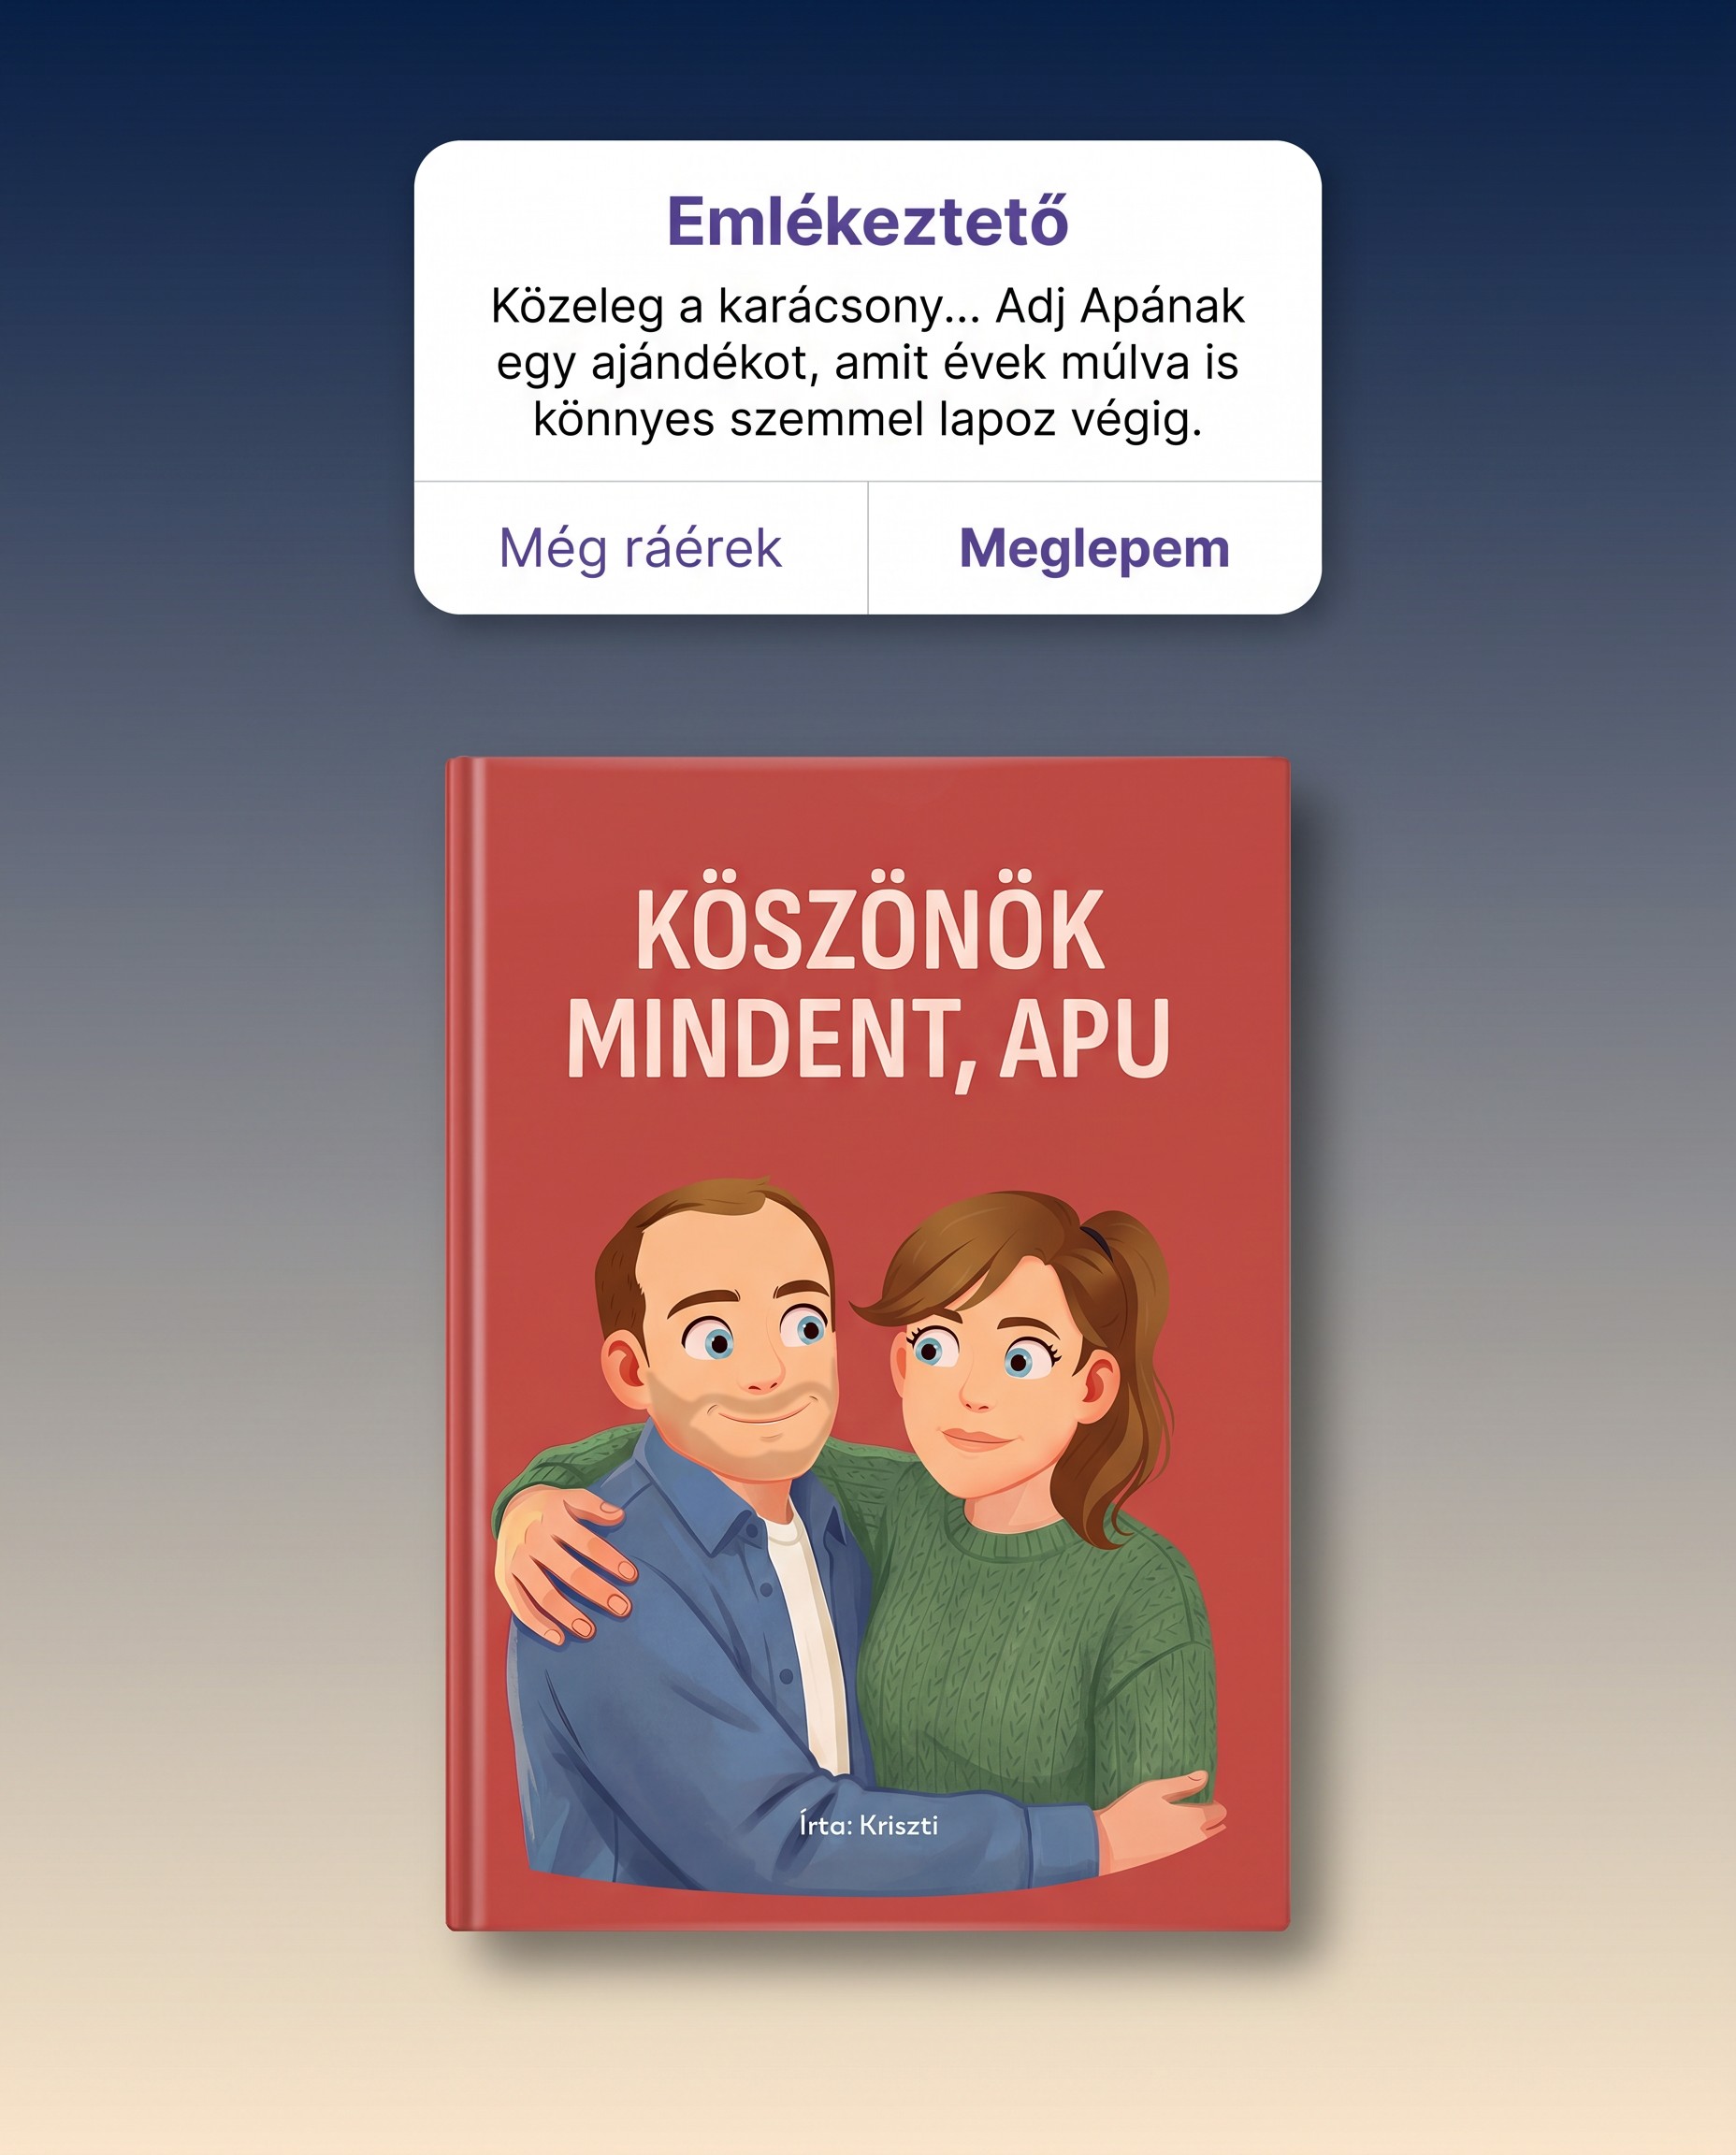 Emlékeztető
Közeleg a karácsony... Adj Apának
egy ajándékot, amit évek múlva is
könnyes szemmel lapoz végig.
Még ráérek
Meglepem
KÖSZÖNÖK
MINDENT, APU
Írta: Kriszti